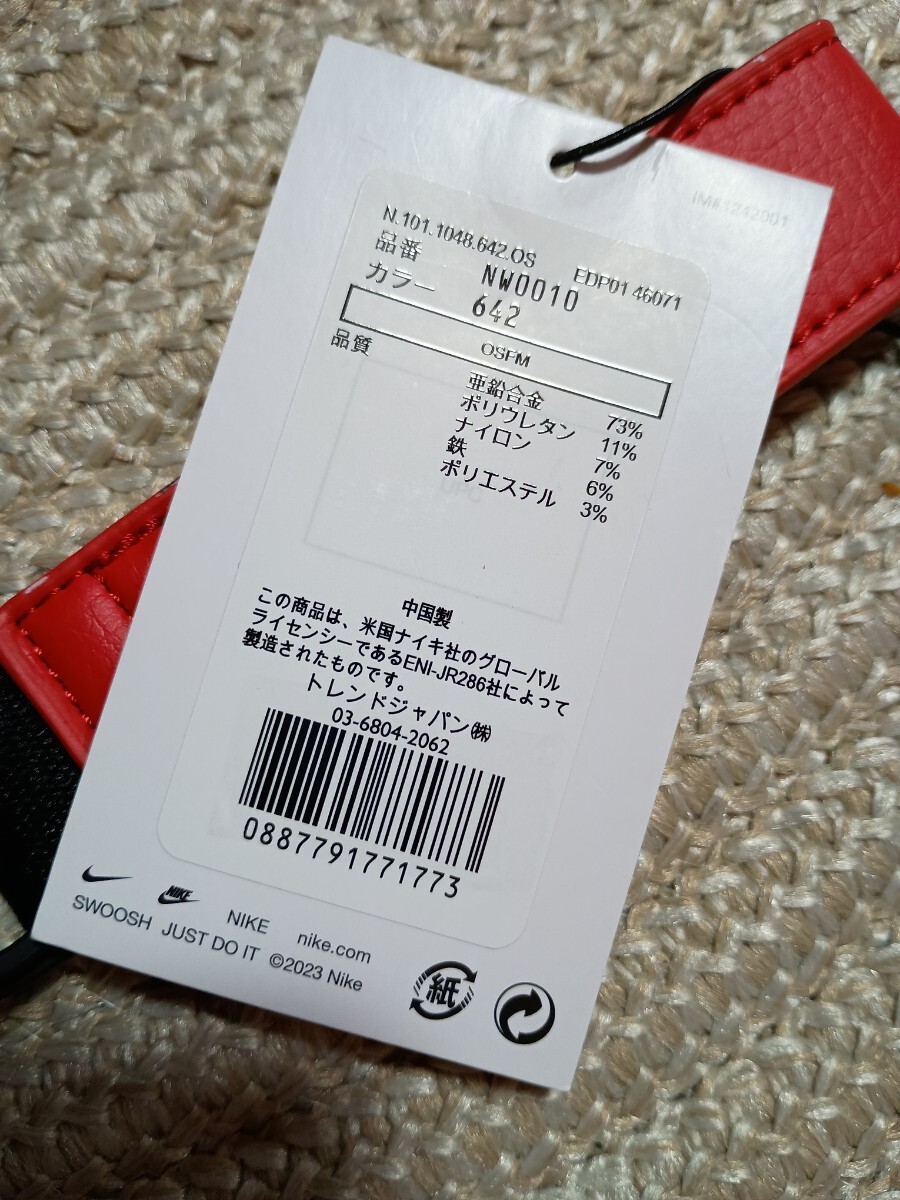 IM#1242001
N.101.1048.642.OS EDP01 46071
品番 NW0010
カラー 642
OSFM
品質
亜鉛合金 73%
ポリウレタン 11%
ナイロン 7%
鉄 6%
ポリエステル 3%
中国製
この商品は、米国ナイキ社のグローバル
ライセンシーであるENI-JR286社によって
製造されたものです。
トレンドジャパン㈱
03-6804-2062
0887791771773
NIKE
SWOOSH JUST DO IT NIKE nike.com
©2023 Nike
紙